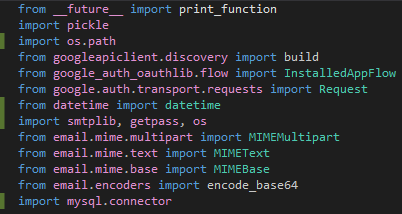 from __future__ import print_function
import pickle
import os.path
from googleapiclient.discovery import build
from google_auth_oauthlib.flow import InstalledAppFlow
from google.auth.transport.requests import Request
from datetime import datetime
import smtplib, getpass, os
from email.mime.multipart import MIMEMultipart
from email.mime.text import MIMEText
from email.mime.base import MIMEBase
from email.encoders import encode_base64
import mysql.connector